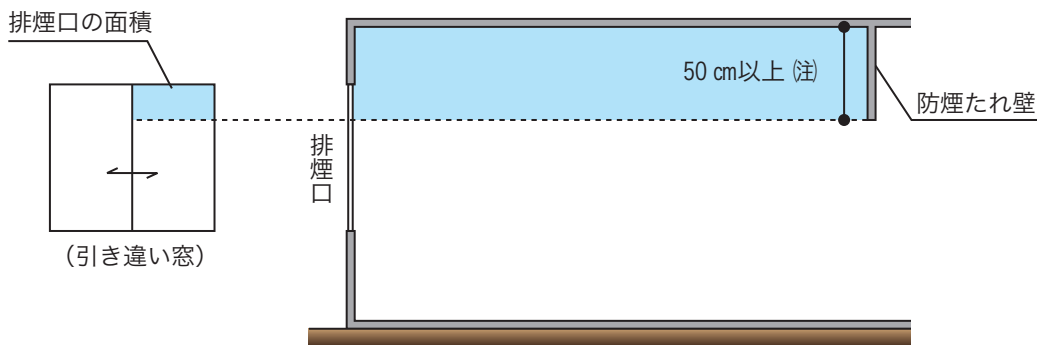 排煙口の面積
50 ㎝以上 ㊟
防煙たれ壁
排煙口
（引き違い窓）